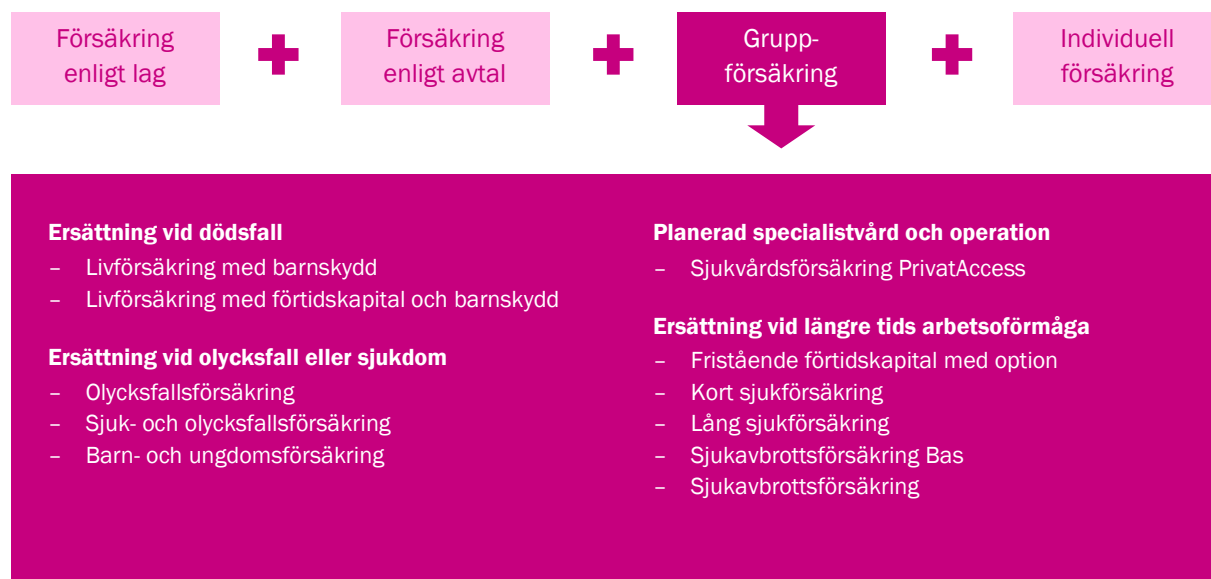 Försäkring
enligt lag
Försäkring
enligt avtal
Grupp-
försäkring
Individuell
försäkring
Ersättning vid dödsfall
– Livförsäkring med barnskydd
– Livförsäkring med förtidskapital och barnskydd
Ersättning vid olycksfall eller sjukdom
– Olycksfallsförsäkring
– Sjuk- och olycksfallsförsäkring
– Barn- och ungdomsförsäkring
Planerad specialistvård och operation
– Sjukvårdsförsäkring PrivatAccess
Ersättning vid längre tids arbetsoförmåga
– Fristående förtidskapital med option
– Kort sjukförsäkring
– Lång sjukförsäkring
– Sjukavbrottsförsäkring Bas
– Sjukavbrottsförsäkring